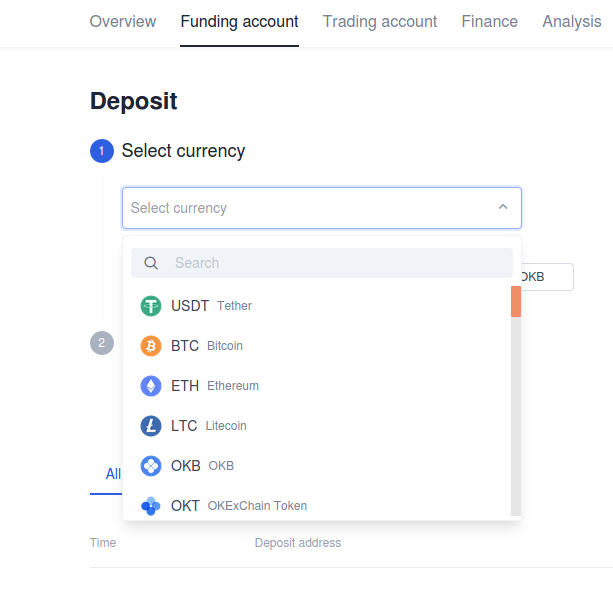 Overview Funding account Trading account Finance Analysis
Deposit
1 Select currency
Select currency
Search
OKB
USDT Tether
BTC Bitcoin
2
ETH Ethereum
LTC Litecoin
OKB OKB
All
OKT OKExChain Token
Time Deposit address